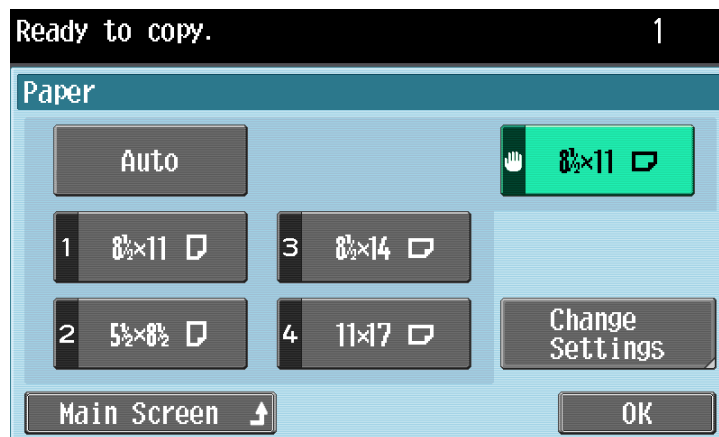 Ready to copy. 1
Paper
Auto
8½×11
1 8½×11
3 8½×14
2 5½×8½
4 11×17
Change
Settings
Main Screen
OK